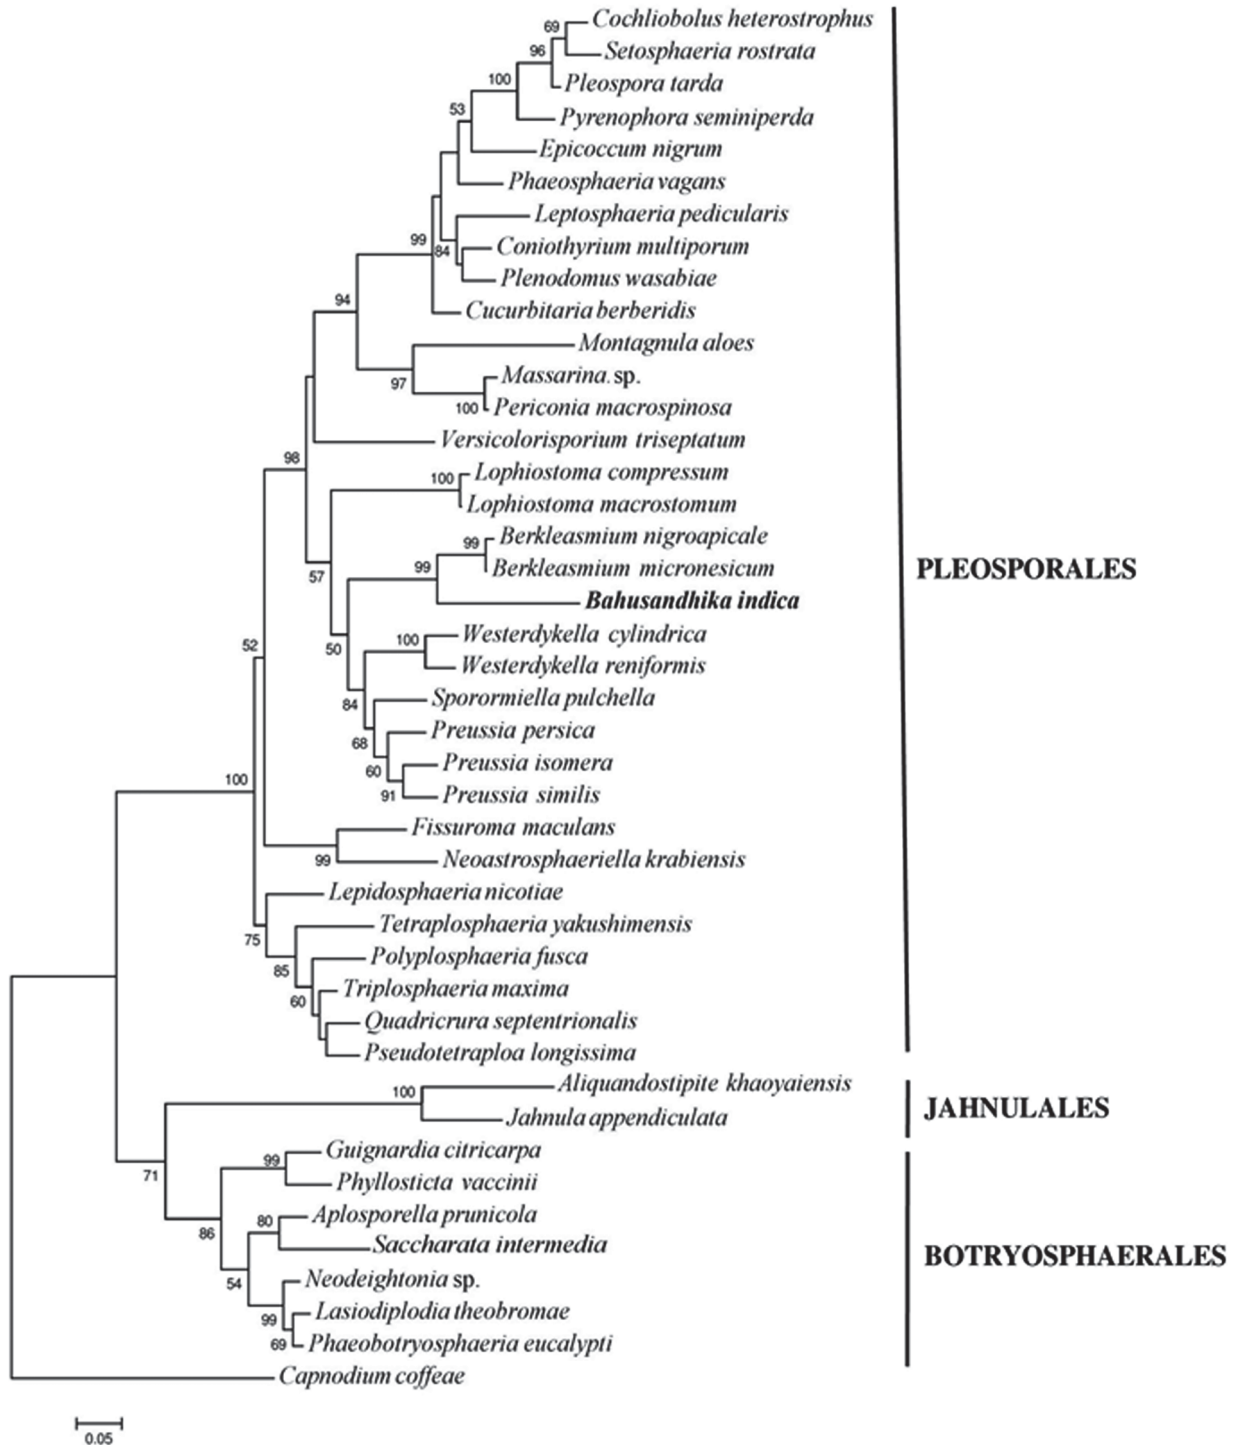 Cochliobolus heterostrophus
69
Setosphaeria rostrata
96
Pleospora tarda
100
Pyrenophora seminiperda
53
Epicoccum nigrum
Phaeosphaeria vagans
Leptosphaeria pedicularis
99
84
Coniothyrium multiporum
Plenodomus wasabiae
94
Cucurbitaria berberidis
Montagnula aloes
97
Massarina. sp.
100
Periconia macrospinosa
Versicolorisporium triseptatum
98
100
Lophiostoma compressum
Lophiostoma macrostomum
99
Berkleasmium nigroapicale
57
99
Berkleasmium micronesicum
PLEOSPORALES
Bahusandhika indica
52
50
100
Westerdykella cylindrica
Westerdykella reniformis
84
Sporormiella pulchella
68
Preussia persica
60
Preussia isomera
100
91
Preussia similis
Fissuroma maculans
99
Neoastrosphaeriella krabiensis
Lepidosphaeria nicotiae
75
Tetraplosphaeria yakushimensis
85
Polyplosphaeria fusca
60
Triplosphaeria maxima
Quadricrura septentrionalis
Pseudotetraploa longissima
100
Aliquandostipite khaoyaiensis
JAHNULALES
Jahnula appendiculata
71
99
Guignardia citricarpa
Phyllosticta vaccinii
86
80
Aplosporella prunicola
Saccharata intermedia
BOTRYOSPHAERALES
54
Neodeightonia sp.
99
Lasiodiplodia theobromae
69
Phaeobotryosphaeria eucalypti
Capnodium coffeae
0.05